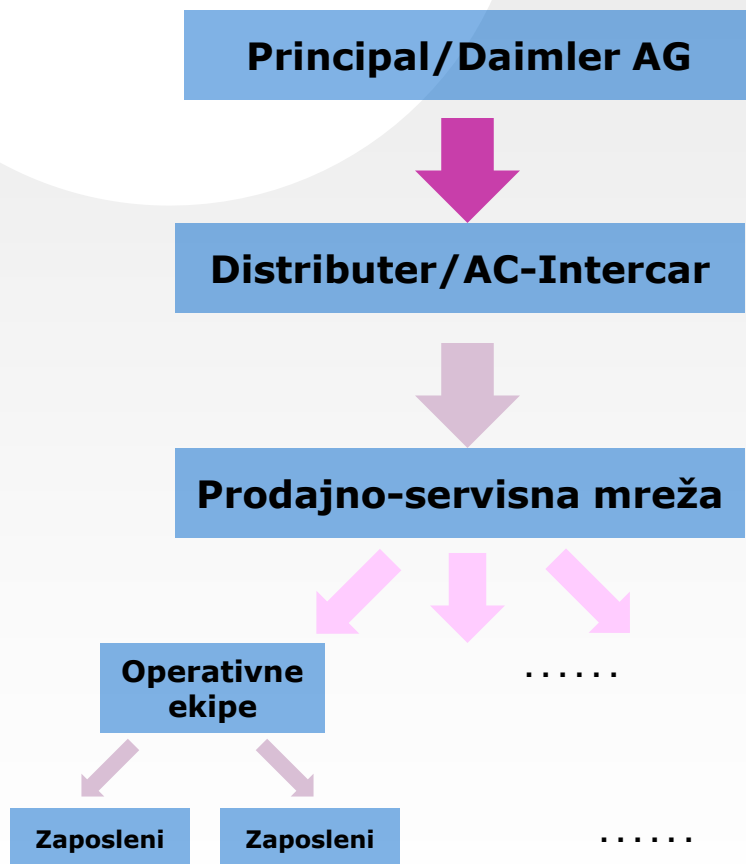 Principal/Daimler AG
Distributer/AC-Intercar
Prodajno-servisna mreža
Operativne
ekipe
......
Zaposleni
Zaposleni
......